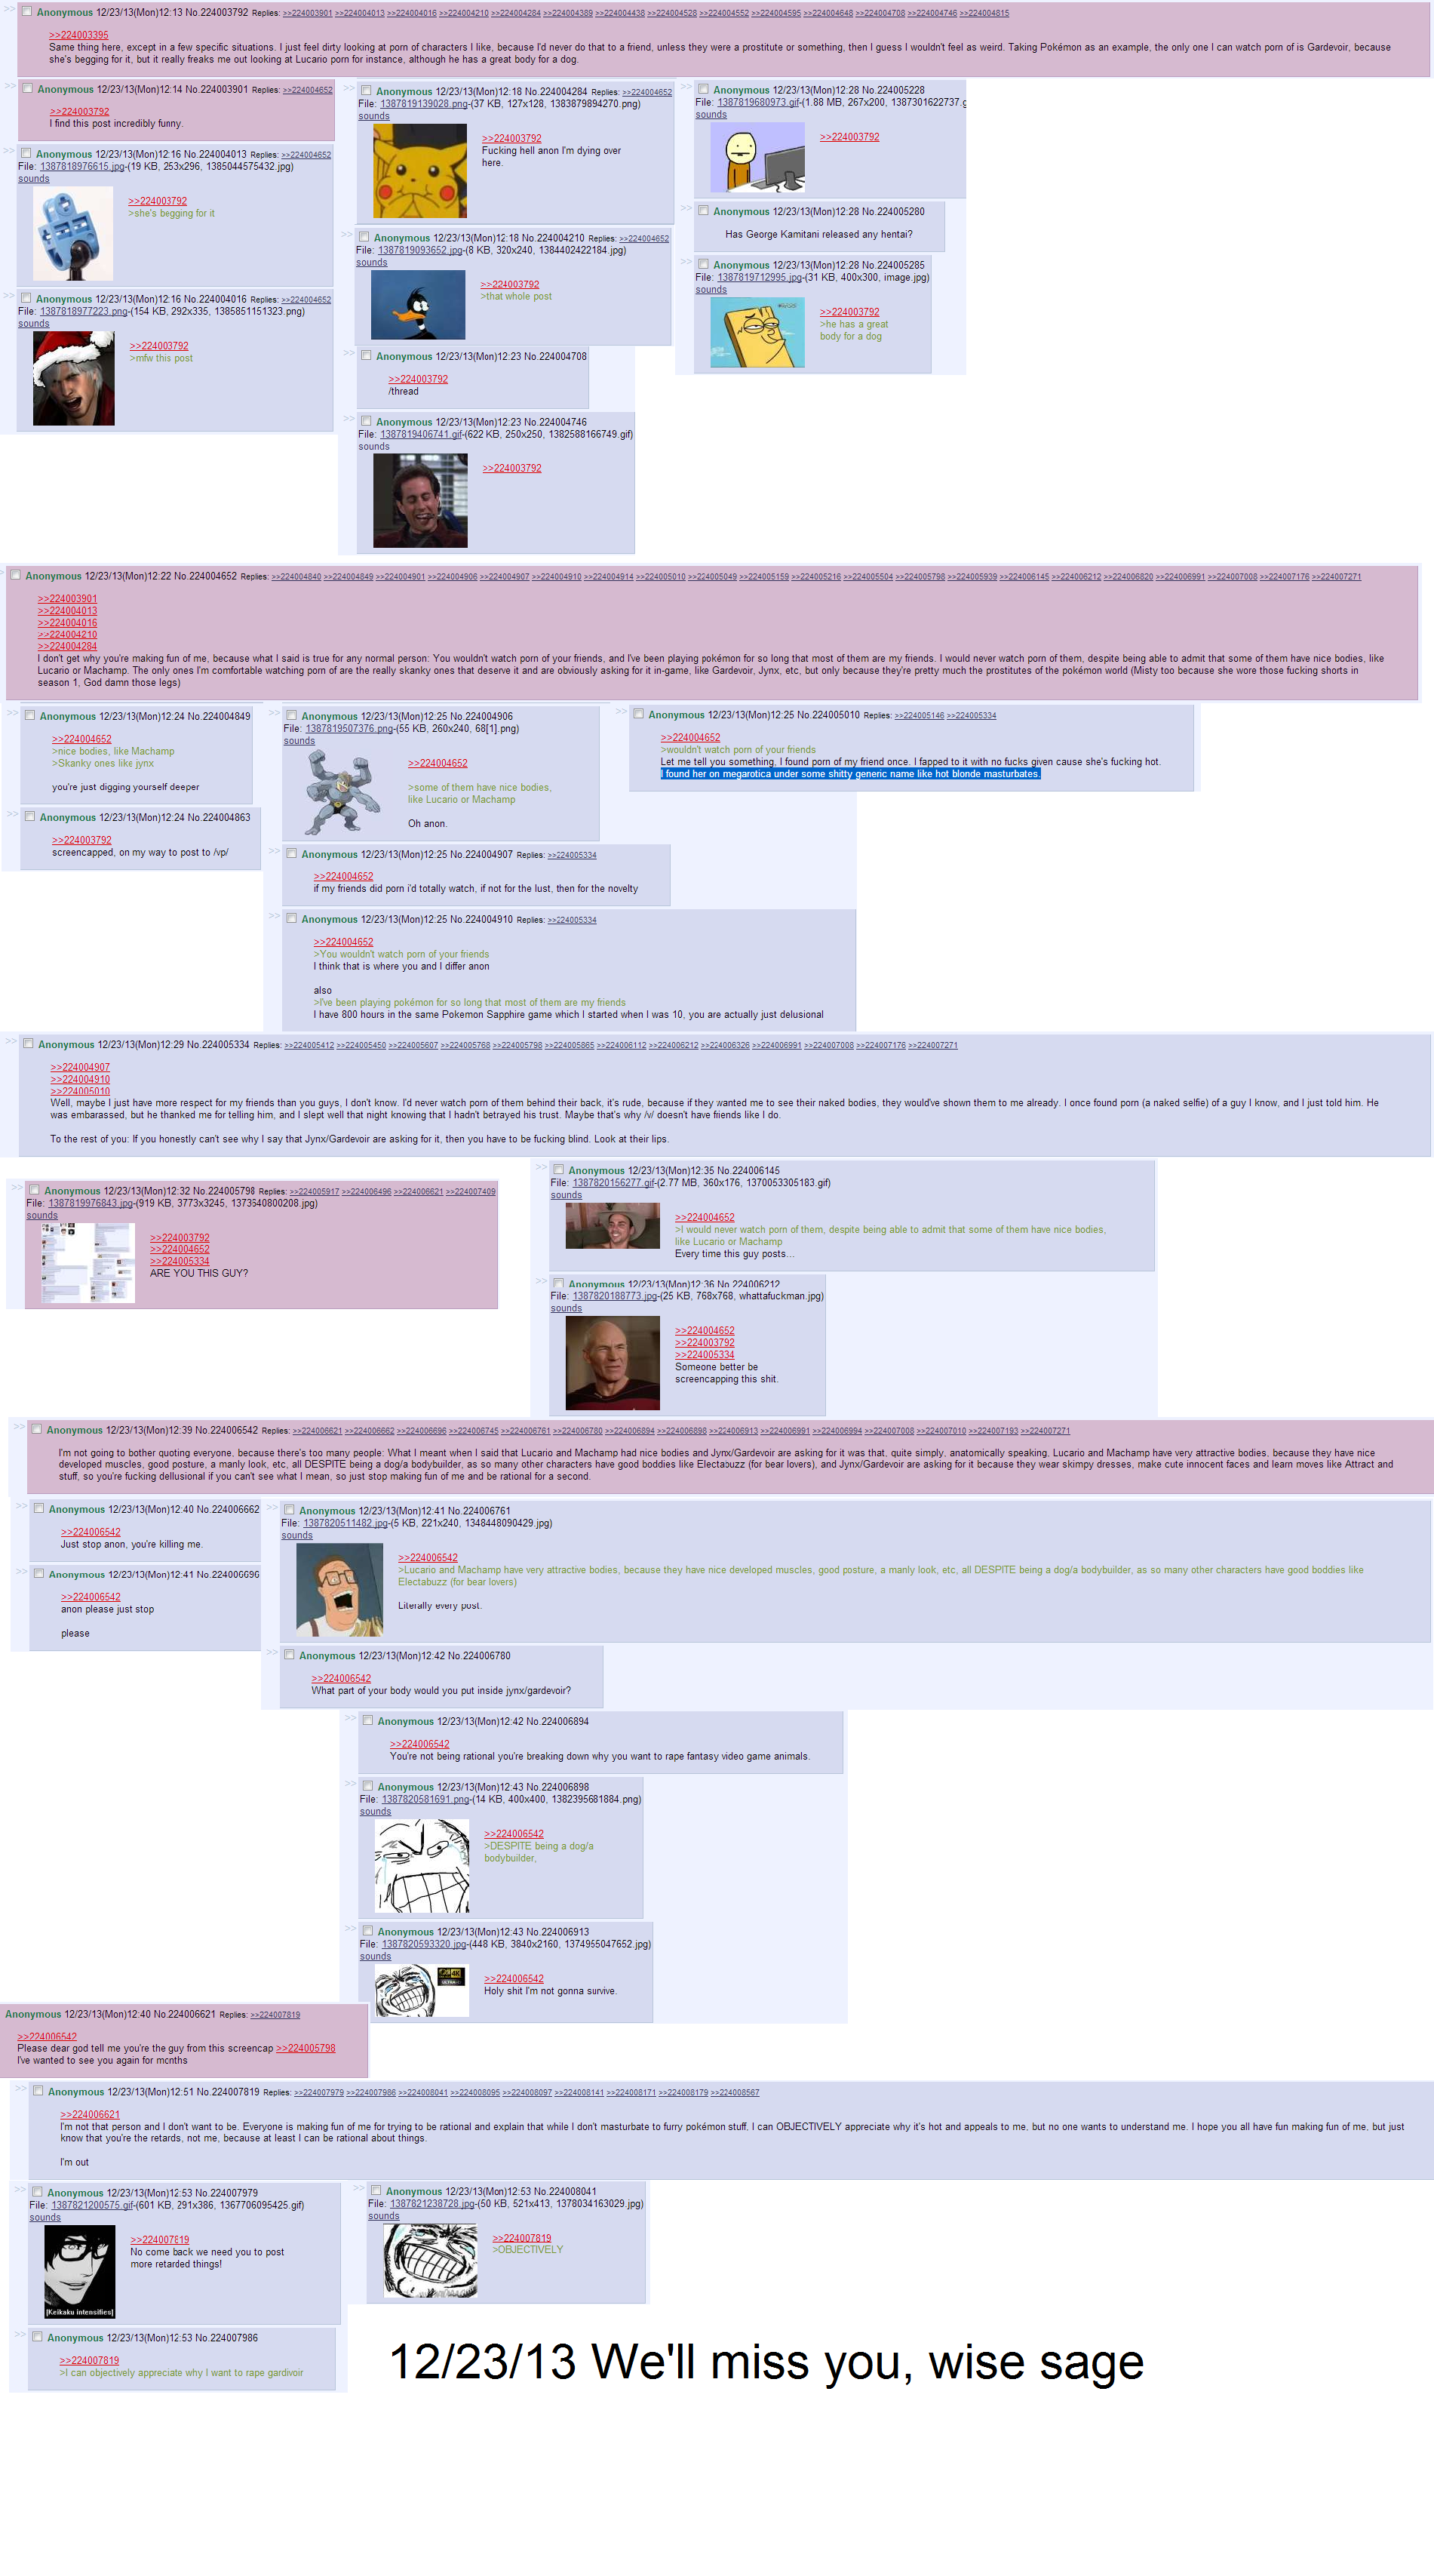 Anonymous 12/23/13(Mon)12:13 No.224003792 Replies: >>224003901 >>224004013 >>224004016 >>224004210 >>224004284 >>224004389 >>224004438 >>224004528 >>224004552 >>224004595 >>224004648 >>224004708 >>224004746 >>224004815
>>224003395
Same thing here, except in a few specific situations. I just feel dirty looking at porn of characters I like, because I'd never do that to a friend, unless they were a prostitute or something, then I guess I wouldn't feel as weird. Taking Pokémon as an example, the only one I can watch porn of is Gardevoir, because
she's begging for it, but it really freaks me out looking at Lucario porn for instance, although he has a great body for a dog.
Anonymous 12/23/13(Mon)12:14 No.224003901 Replies: >>224004652
>>224003792
I find this post incredibly funny.
Anonymous 12/23/13(Mon)12:16 No.224004013 Replies: >>224004652
File: 1387818976615.jpg-(19 KB, 253x296, 1385044575432.jpg)
sounds
>>224003792
>she's begging for it
Anonymous 12/23/13(Mon)12:16 No.224004016 Replies: >>224004652
File: 1387818977223.png-(154 KB, 292x335, 1385851151323.png)
sounds
>>224003792
>mfw this post
Anonymous 12/23/13(Mon)12:18 No.224004284 Replies: >>224004652
File: 1387819139028.png-(37 KB, 127x128, 1383879894270.png)
sounds
>>224003792
Fucking hell anon I'm dying over
here.
Anonymous 12/23/13(Mon)12:18 No.224004210 Replies: >>224004652
File: 1387819093652.jpg-(8 KB, 320x240, 1384402422184.jpg)
sounds
>>224003792
>that whole post
Anonymous 12/23/13(Mon)12:23 No.224004708
>>224003792
/thread
Anonymous 12/23/13(Mon)12:23 No.224004746
File: 1387819406741.gif-(622 KB, 250x250, 1382588166749.gif)
sounds
>>224003792
Anonymous 12/23/13(Mon)12:28 No.224005228
File: 1387819680973.gif-(1.88 MB, 267x200, 1387301622737.g
sounds
>>224003792
Anonymous 12/23/13(Mon)12:28 No.224005280
Has George Kamitani released any hentai?
Anonymous 12/23/13(Mon)12:28 No.224005285
File: 1387819712995.jpg-(31 KB, 400x300, image.jpg)
sounds
>>224003792
>he has a great
body for a dog
Anonymous 12/23/13(Mon)12:22 No.224004652 Replies: >>224004840 >>224004849 >>224004901 >>224004906 >>224004907 >>224004910 >>224004914 >>224005010 >>224005049 >>224005159 >>224005216 >>224005504 >>224005798 >>224005939 >>224006145 >>224006212 >>224006820 >>224006991 >>224007008 >>224007176 >>224007271
>>224003901
>>224004013
>>224004016
>>224004210
>>224004284
I don't get why you're making fun of me, because what I said is true for any normal person: You wouldn't watch porn of your friends, and I've been playing pokémon for so long that most of them are my friends. I would never watch porn of them, despite being able to admit that some of them have nice bodies, like
Lucario or Machamp. The only ones I'm comfortable watching porn of are the really skanky ones that deserve it and are obviously asking for it in-game, like Gardevoir, Jynx, etc, but only because they're pretty much the prostitutes of the pokémon world (Misty too because she wore those fucking shorts in
season 1, God damn those legs)
Anonymous 12/23/13(Mon)12:24 No.224004849
>>224004652
>nice bodies, like Machamp
>Skanky ones like jynx
you're just digging yourself deeper
Anonymous 12/23/13(Mon)12:24 No.224004863
>>224003792
screencapped, on my way to post to /vp/
Anonymous 12/23/13(Mon)12:25 No.224004906
File: 1387819507376.png-(55 KB, 260x240, 68[1].png)
sounds
>>224004652
>some of them have nice bodies,
like Lucario or Machamp
Oh anon.
Anonymous 12/23/13(Mon)12:25 No.224004907 Replies: >>224005334
>>224004652
if my friends did porn i'd totally watch, if not for the lust, then for the novelty
Anonymous 12/23/13(Mon)12:25 No.224004910 Replies: >>224005334
>>224004652
>You wouldn't watch porn of your friends
I think that is where you and I differ anon
also
>I've been playing pokémon for so long that most of them are my friends
I have 800 hours in the same Pokemon Sapphire game which I started when I was 10, you are actually just delusional
Anonymous 12/23/13(Mon)12:25 No.224005010 Replies: >>224005146 >>224005334
>>224004652
>wouldn't watch porn of your friends
Let me tell you something, I found porn of my friend once. I fapped to it with no fucks given cause she's fucking hot.
I found her on megarotica under some shitty generic name like hot blonde masturbates.
Anonymous 12/23/13(Mon)12:29 No.224005334 Replies: >>224005412 >>224005450 >>224005607 >>224005768 >>224005798 >>224005865 >>224006112 >>224006212 >>224006326 >>224006991 >>224007008 >>224007176 >>224007271
>>224004907
>>224004910
>>224005010
Well, maybe I just have more respect for my friends than you guys, I don't know. I'd never watch porn of them behind their back, it's rude, because if they wanted me to see their naked bodies, they would've shown them to me already. I once found porn (a naked selfie) of a guy I know, and I just told him. He
was embarassed, but he thanked me for telling him, and I slept well that night knowing that I hadn't betrayed his trust. Maybe that's why /v/ doesn't have friends like I do.
To the rest of you: If you honestly can't see why I say that Jynx/Gardevoir are asking for it, then you have to be fucking blind. Look at their lips.
Anonymous 12/23/13(Mon)12:32 No.224005798 Replies: >>224005917 >>224006496 >>224006621 >>224007409
File: 1387819976843.jpg-(919 KB, 3773x3245, 1373640800208.jpg)
sounds
>>224003792
>>224004652
>>224005334
ARE YOU THIS GUY?
Anonymous 12/23/13(Mon)12:35 No.224006145
File: 1387820156277.gif-(2.77 MB, 360x176, 1370053305183.gif)
sounds
>>224004652
>I would never watch porn of them, despite being able to admit that some of them have nice bodies,
like Lucario or Machamp
Every time this guy posts...
Anonymous 12/23/13(Mon)12:36 No.224006212
File: 1387820188773.jpg-(25 KB, 768x768, whattafuckman.jpg)
sounds
>>224004652
>>224003792
>>224005334
Someone better be
screencapping this shit.
Anonymous 12/23/13(Mon)12:39 No.224006542 Replies: >>224006621 >>224006662 >>224006696 >>224006745 >>224006761 >>224006780 >>224006894 >>224006898 >>224006913 >>224006991 >>224006994 >>224007008 >>224007010 >>224007193 >>224007271
I'm not going to bother quoting everyone, because there's too many people: What I meant when I said that Lucario and Machamp had nice bodies and Jynx/Gardevoir are asking for it was that, quite simply, anatomically speaking, Lucario and Machamp have very attractive bodies, because they have nice
developed muscles, good posture, a manly look, etc, all DESPITE being a dog/a bodybuilder, as so many other characters have good boddies like Electabuzz (for bear lovers), and Jynx/Gardevoir are asking for it because they wear skimpy dresses, make cute innocent faces and learn moves like Attract and
stuff, so you're fucking dellusional if you can't see what I mean, so just stop making fun of me and be rational for a second.
Anonymous 12/23/13(Mon)12:40 No.224006662
>>224006542
Just stop anon, you're killing me.
Anonymous 12/23/13(Mon)12:41 No.224006696
>>224006542
anon please just stop
please
Anonymous 12/23/13(Mon)12:41 No.224006761
File: 1387820511482.jpg-(5 KB, 221x240, 1348448090429.jpg)
sounds
>>224006542
>Lucario and Machamp have very attractive bodies, because they have nice developed muscles, good posture, a manly look, etc, all DESPITE being a dog/a bodybuilder, as so many other characters have good boddies like
Electabuzz (for bear lovers)
Literally every post.
Anonymous 12/23/13(Mon)12:42 No.224006780
>>224006542
What part of your body would you put inside jynx/gardevoir?
Anonymous 12/23/13(Mon)12:42 No.224006894
>>224006542
You're not being rational you're breaking down why you want to rape fantasy video game animals.
Anonymous 12/23/13(Mon)12:43 No.224006898
File: 1387820581691.png-(14 KB, 400x400, 1382395681884.png)
sounds
>>224006542
>DESPITE being a dog/a
bodybuilder,
Anonymous 12/23/13(Mon)12:43 No.224006913
File: 1387820593320.jpg-(448 KB, 3840x2160, 1374955047652.jpg)
sounds
>>224006542
Holy shit I'm not gonna survive.
Anonymous 12/23/13(Mon)12:40 No.224006621 Replies: >>224007819
>>224006542
Please dear god tell me you're the guy from this screencap >>224005798
I've wanted to see you again for months
Anonymous 12/23/13(Mon)12:51 No.224007819 Replies: >>224007979 >>224007986 >>224008041 >>224008095 >>224008097 >>224008141 >>224008171 >>224008179 >>224008567
>>224006621
I'm not that person and I don't want to be. Everyone is making fun of me for trying to be rational and explain that while I don't masturbate to furry pokémon stuff, I can OBJECTIVELY appreciate why it's hot and appeals to me, but no one wants to understand me. I hope you all have fun making fun of me, but just
know that you're the retards, not me, because at least I can be rational about things.
I'm out
Anonymous 12/23/13(Mon)12:53 No.224007979
File: 1387821200575.gif-(601 KB, 291x386, 1367706095425.gif)
sounds
>>224007819
No come back we need you to post
more retarded things!
[Keikaku intensifies]
Anonymous 12/23/13(Mon)12:53 No.224008041
File: 1387821238728.jpg-(50 KB, 521x413, 1378034163029.jpg)
sounds
>>224007819
>OBJECTIVELY
Anonymous 12/23/13(Mon)12:53 No.224007986
>>224007819
>I can objectively appreciate why I want to rape gardivoir
12/23/13 We'll miss you, wise sage